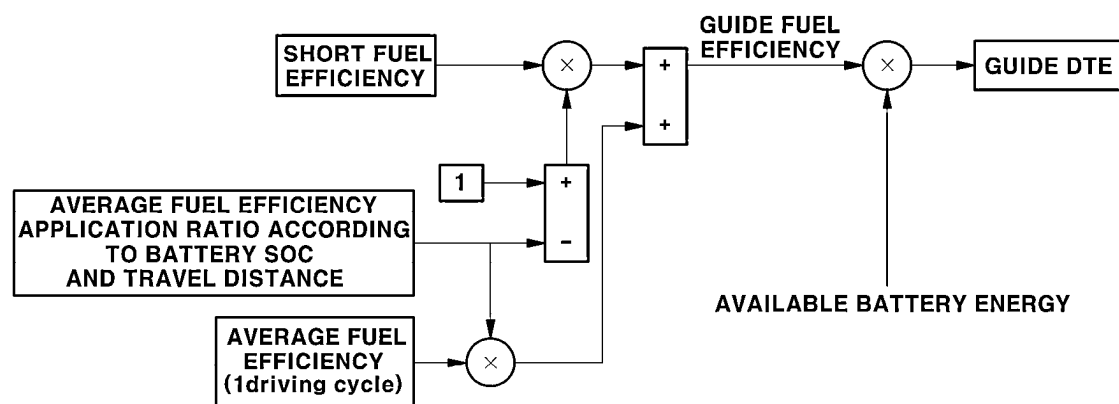 SHORT FUEL
EFFICIENCY
×
+
+
GUIDE FUEL
EFFICIENCY
×
GUIDE DTE
1
+
−
AVERAGE FUEL EFFICIENCY
APPLICATION RATIO ACCORDING
TO BATTERY SOC
AND TRAVEL DISTANCE
AVAILABLE BATTERY ENERGY
AVERAGE FUEL
EFFICIENCY
(1driving cycle)
×